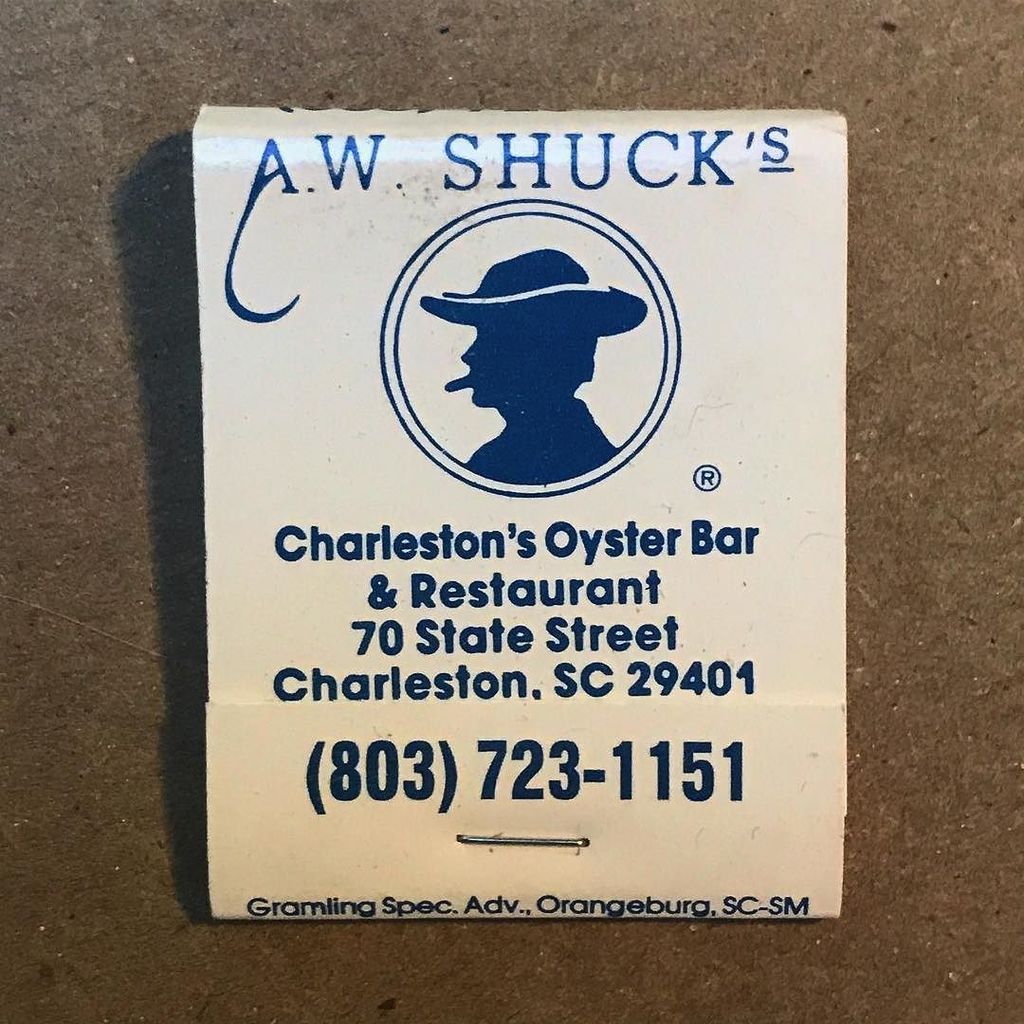 A.W. SHUCK's
®
Charleston's Oyster Bar
& Restaurant
70 State Street
Charleston, SC 29401
(803) 723-1151
Gramling Spec. Adv., Orangeburg, SC-SM